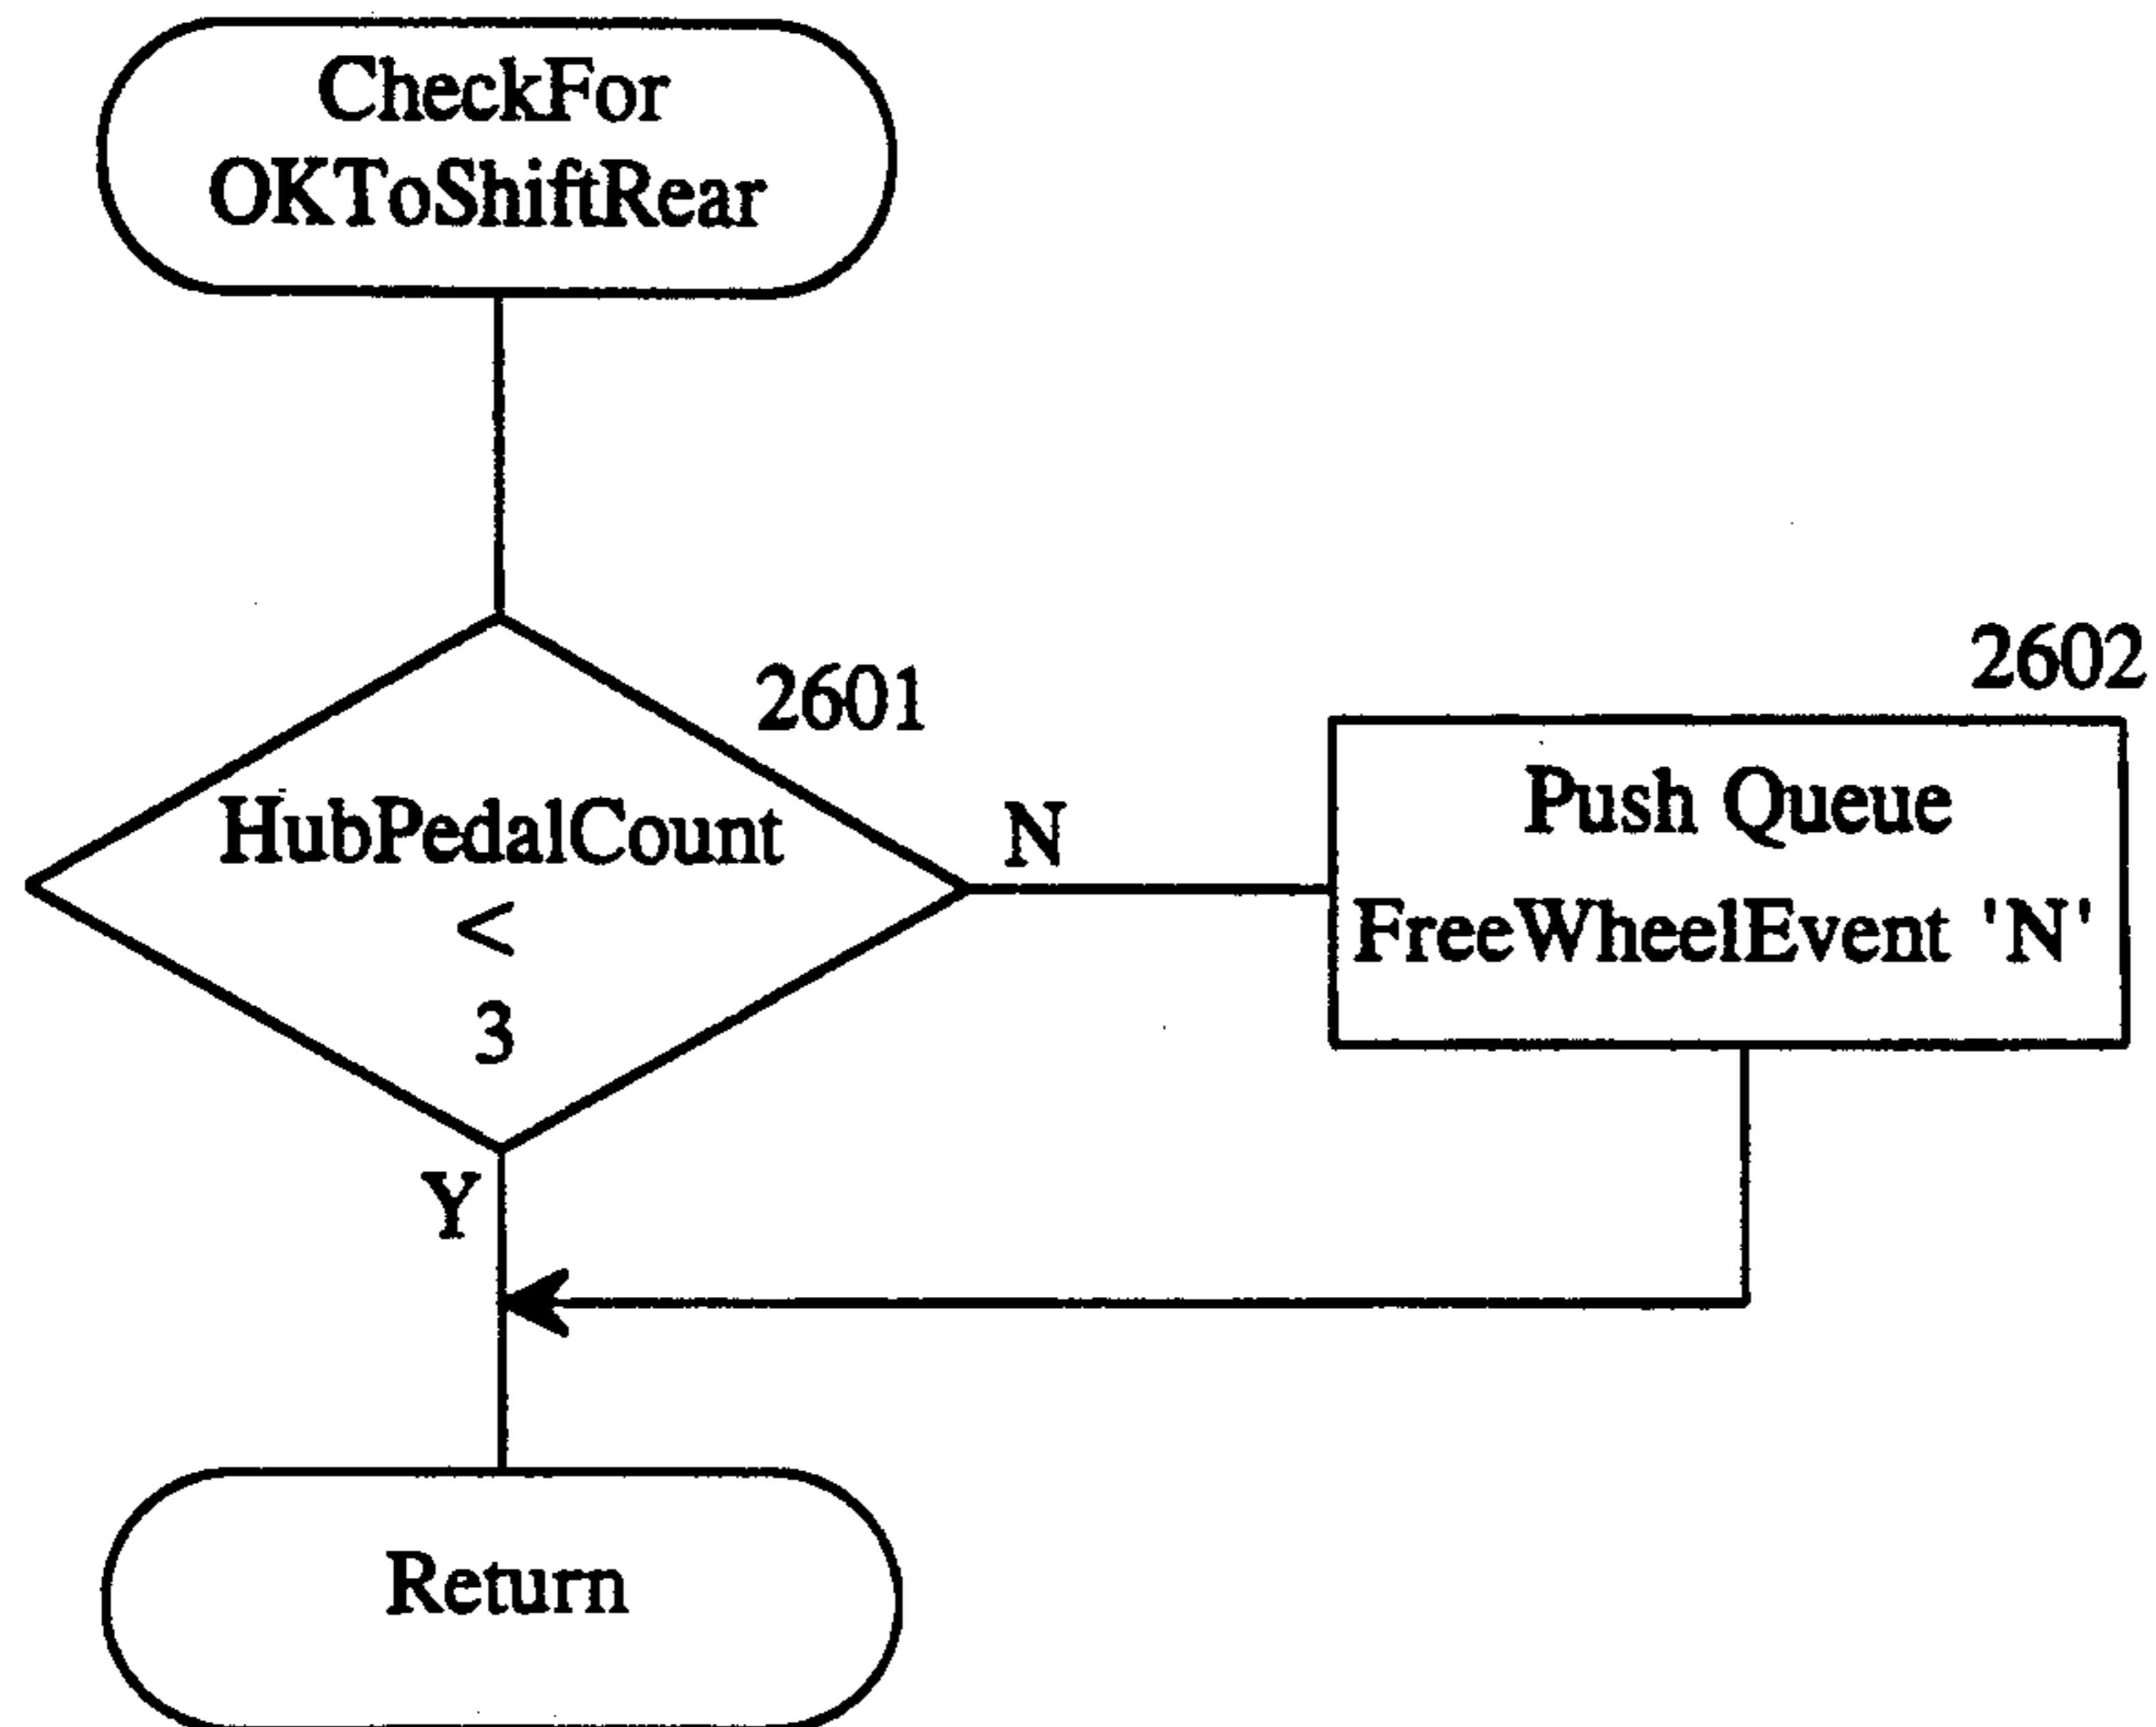 CheckFor
OKToShiftRear
2601
HubPedalCount
<
3
N
2602
Push Queue
FreeWheelEvent 'N'
Y
Return